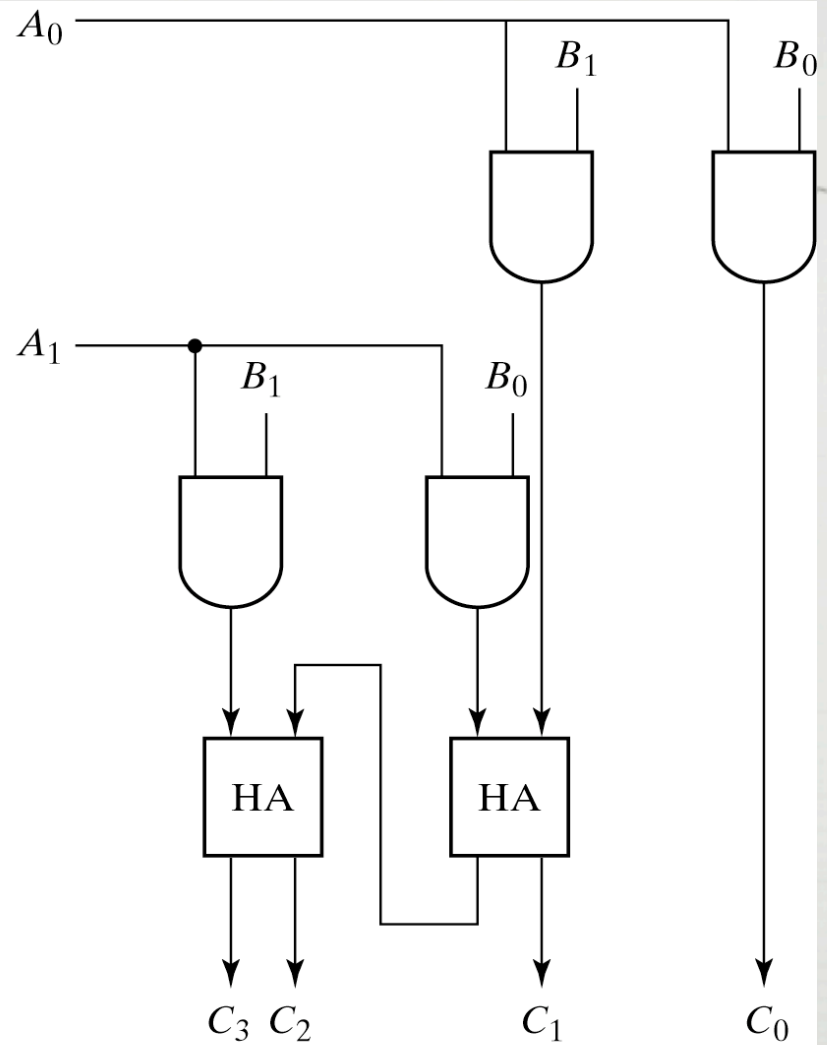 A₀
B₁ B₀
A₁
B₁ B₀
HA HA
C₃ C₂ C₁ C₀